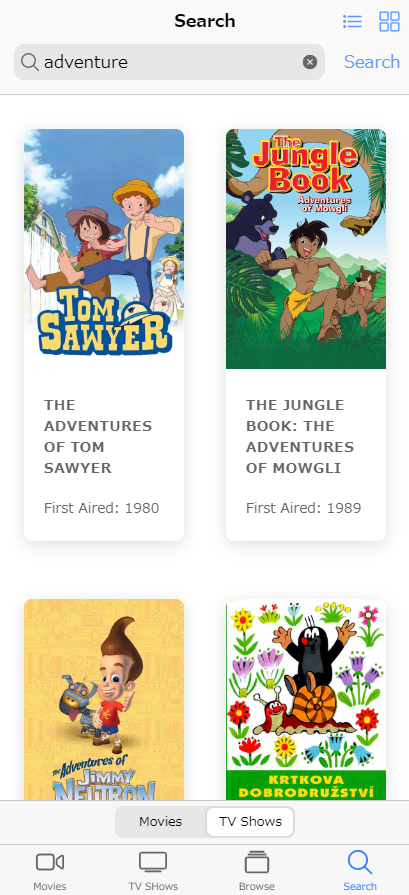 Search
adventure
Search
TOM
SAWYER
The
Jungle
Book
Adventures
of Mowgli
THE
ADVENTURES
OF TOM
SAWYER
First Aired: 1980
THE JUNGLE
BOOK: THE
ADVENTURES
OF MOWGLI
First Aired: 1989
The Adventures of
JIMMY
NEUTRON
KRTKOVA
DOBRODRUŽSTVÍ
Movies
TV Shows
Movies
TV SHows
Browse
Search